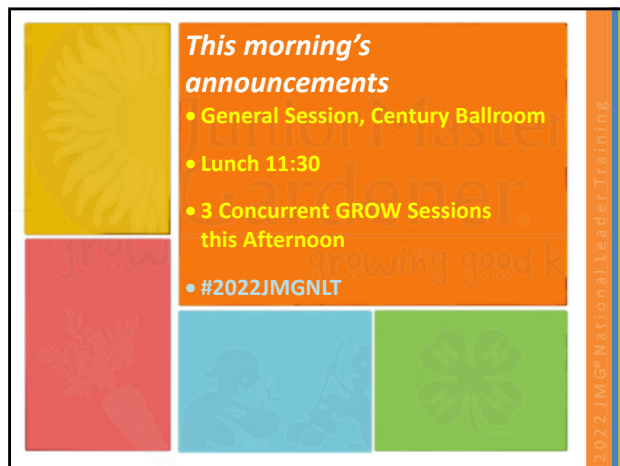 This morning's
announcements
• General Session, Century Ballroom
• Lunch 11:30
• 3 Concurrent GROW Sessions
this Afternoon
• #2022JMGNLT
Junior Master
Gardener.
growing good k
2022 JMG® National Leader Training